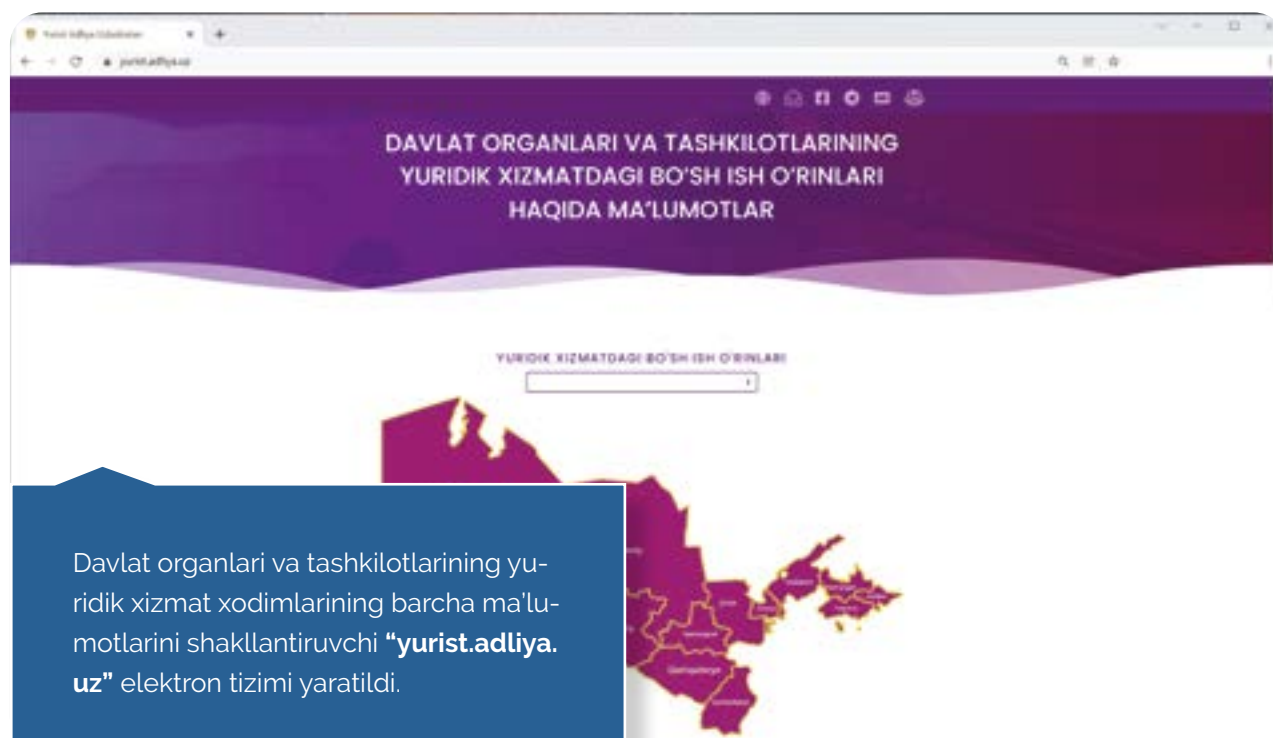 yurist.adliya.uz
DAVLAT ORGANLARI VA TASHKILOTLARINING
YURIDIK XIZMATDAGI BO'SH ISH O'RINLARI
HAQIDA MA'LUMOTLAR
YURIDIK XIZMATDAGI BO'SH ISH O'RINLARI
Davlat organlari va tashkilotlarining yu-
ridik xizmat xodimlarining barcha ma'lu-
motlarini shakllantiruvchi “yurist.adliya.
uz” elektron tizimi yaratildi.